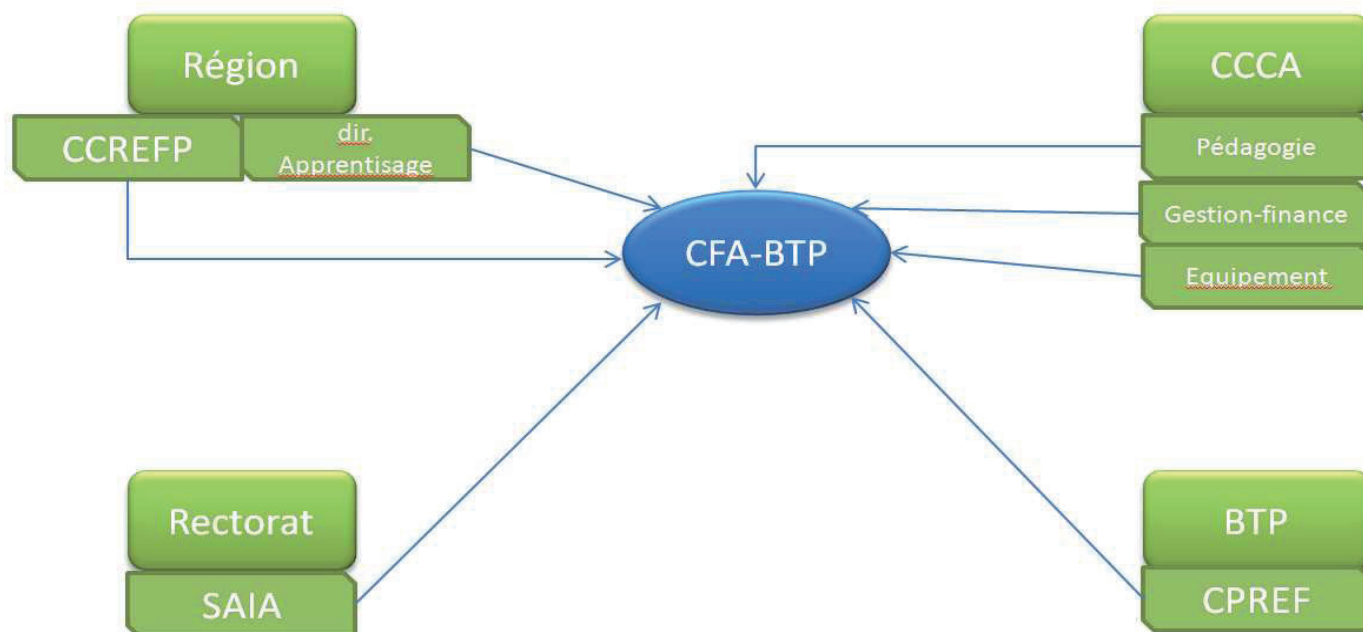 Région
CCREFP
dir.
Apprentisage
CCCA
Pédagogie
Gestion-finance
Equipement
CFA-BTP
Rectorat
SAIA
BTP
CPREF